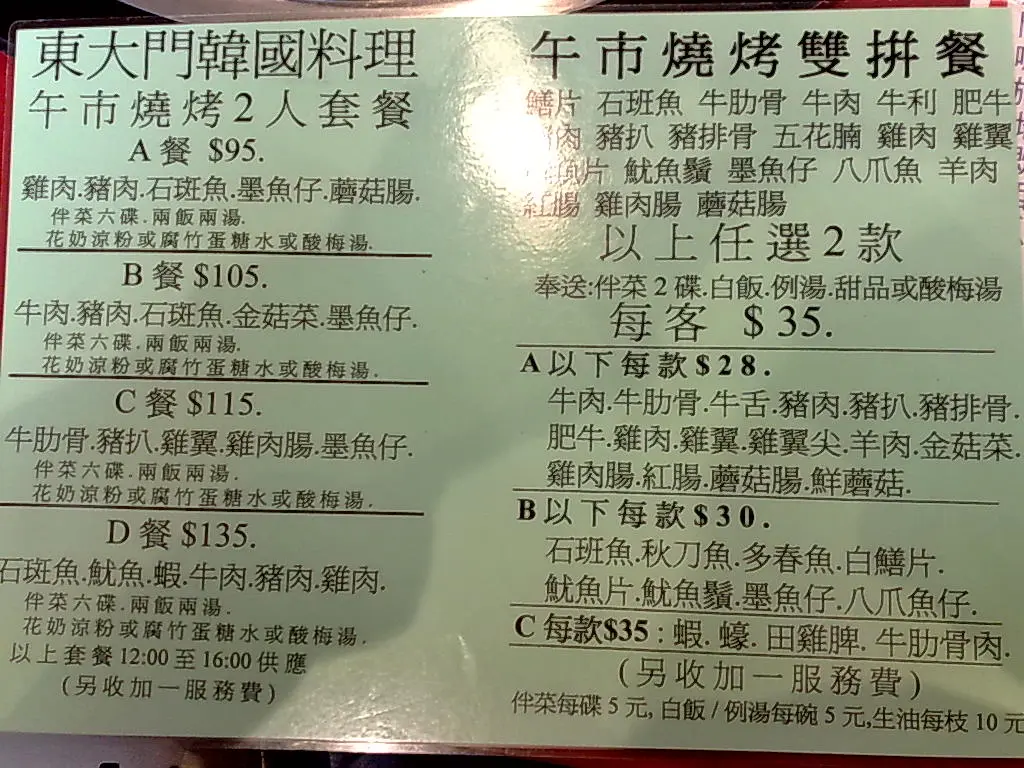 東大門韓國料理
午市燒烤2人套餐
A 餐 $95.
雞肉.豬肉.石斑魚.墨魚仔.蘑菇腸.
伴菜六碟.兩飯兩湯.
花奶涼粉或腐竹蛋糖水或酸梅湯.
B 餐 $105.
牛肉.豬肉.石斑魚.金菇菜.墨魚仔.
伴菜六碟.兩飯兩湯.
花奶涼粉或腐竹蛋糖水或酸梅湯.
C 餐 $115.
牛肋骨.豬扒.雞翼.雞肉腸.墨魚仔.
伴菜六碟.兩飯兩湯.
花奶涼粉或腐竹蛋糖水或酸梅湯.
D 餐 $135.
石斑魚.魷魚.蝦.牛肉.豬肉.雞肉.
伴菜六碟.兩飯兩湯.
花奶涼粉或腐竹蛋糖水或酸梅湯.
以上套餐 12:00 至 16:00 供應
(另收加一服務費)
午市燒烤雙拼餐
鱔片 石班魚 牛肋骨 牛肉 牛利 肥牛
肉 豬扒 豬排骨 五花腩 雞肉 雞翼
片 魷魚鬚 墨魚仔 八爪魚 羊肉
紅腸 雞肉腸 蘑菇腸
以上任選2款
奉送:伴菜 2 碟.白飯.例湯.甜品或酸梅湯
每客 $35.
A以下每款$28.
牛肉.牛肋骨.牛舌.豬肉.豬扒.豬排骨.
肥牛.雞肉.雞翼.雞翼尖.羊肉.金菇菜.
雞肉腸.紅腸.蘑菇腸.鮮蘑菇.
B以下每款$30.
石班魚.秋刀魚.多春魚.白鱔片.
魷魚片.魷魚鬚.墨魚仔.八爪魚仔.
C 每款$35 : 蝦. 蠔. 田雞脾. 牛肋骨肉.
(另收加一服務費)
伴菜每碟 5 元, 白飯 / 例湯每碗 5 元,生油每枝 10 元